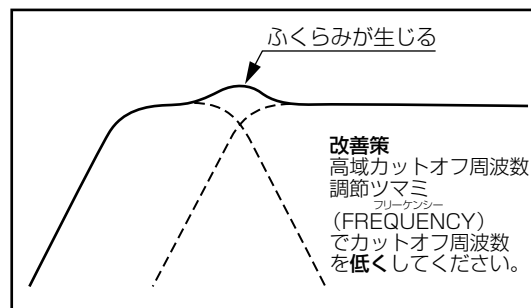 ふくらみが生じる
改善策
高域カットオフ周波数
調節ツマミ
フリーケンシー
（FREQUENCY）
でカットオフ周波数
を低くしてください。